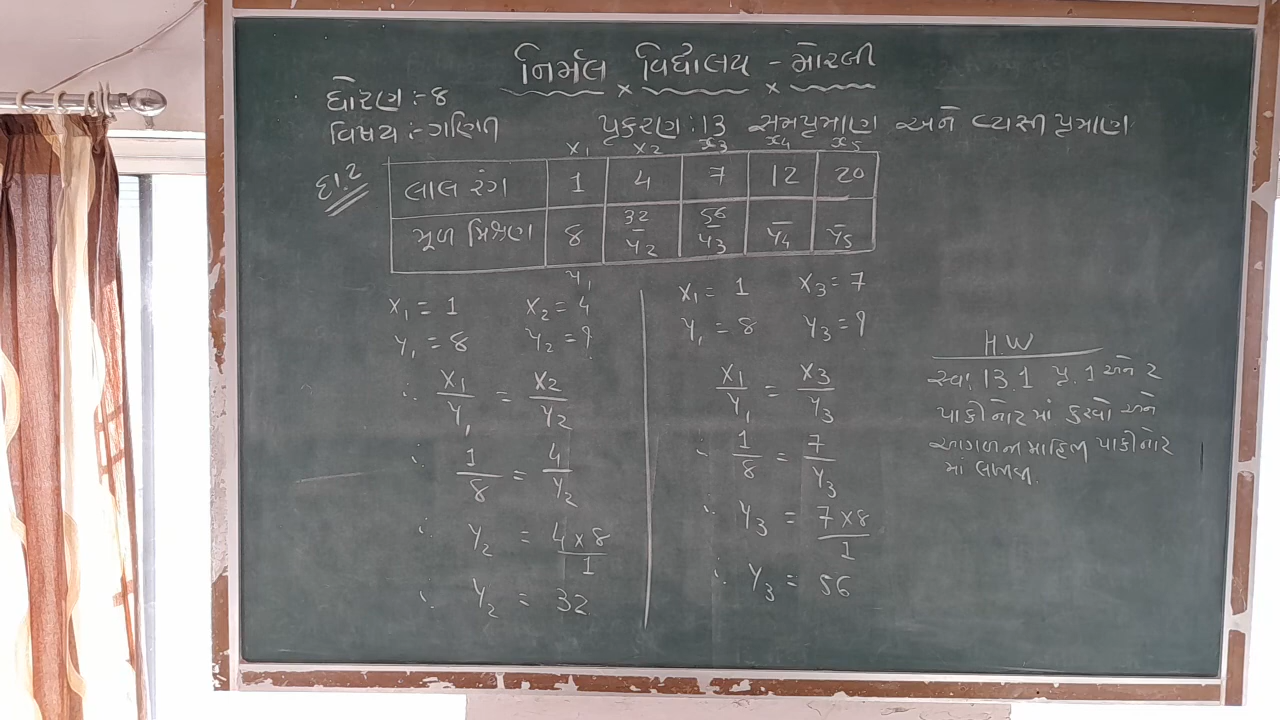 નિર્મલ વિદ્યાલય - મોરબી
ધોરણ :- ૪
વિષય :- ગણિત
પ્રકરણ : 13 સમપ્રમાણ અને વ્યસ્ત પ્રમાણ
દા.2
x₁ x₂ x₃ x₄ x₅
લાલ રંગ 1 4 7 12 20
મૂળ મિશ્રણ 8 32 y₂ 56 y₃ y₄ y₅
y₁
x₁ = 1 x₂ = 4
y₁ = 8 y₂ = ?
∴ x₁/y₁ = x₂/y₂
∴ 1/8 = 4/y₂
∴ y₂ = 4 x 8/1
∴ y₂ = 32
x₁ = 1 x₃ = 7
y₁ = 8 y₃ = ?
x₁/y₁ = x₃/y₃
∴ 1/8 = 7/y₃
∴ y₃ = 7 x 8/1
∴ y₃ = 56
H.W
સ્વા. 13.1 પ્ર. 1 અને 2
પાકી નોટ માં કરવો અને
આગળના માહિતિ પાકી નોટ
માં લખવા.